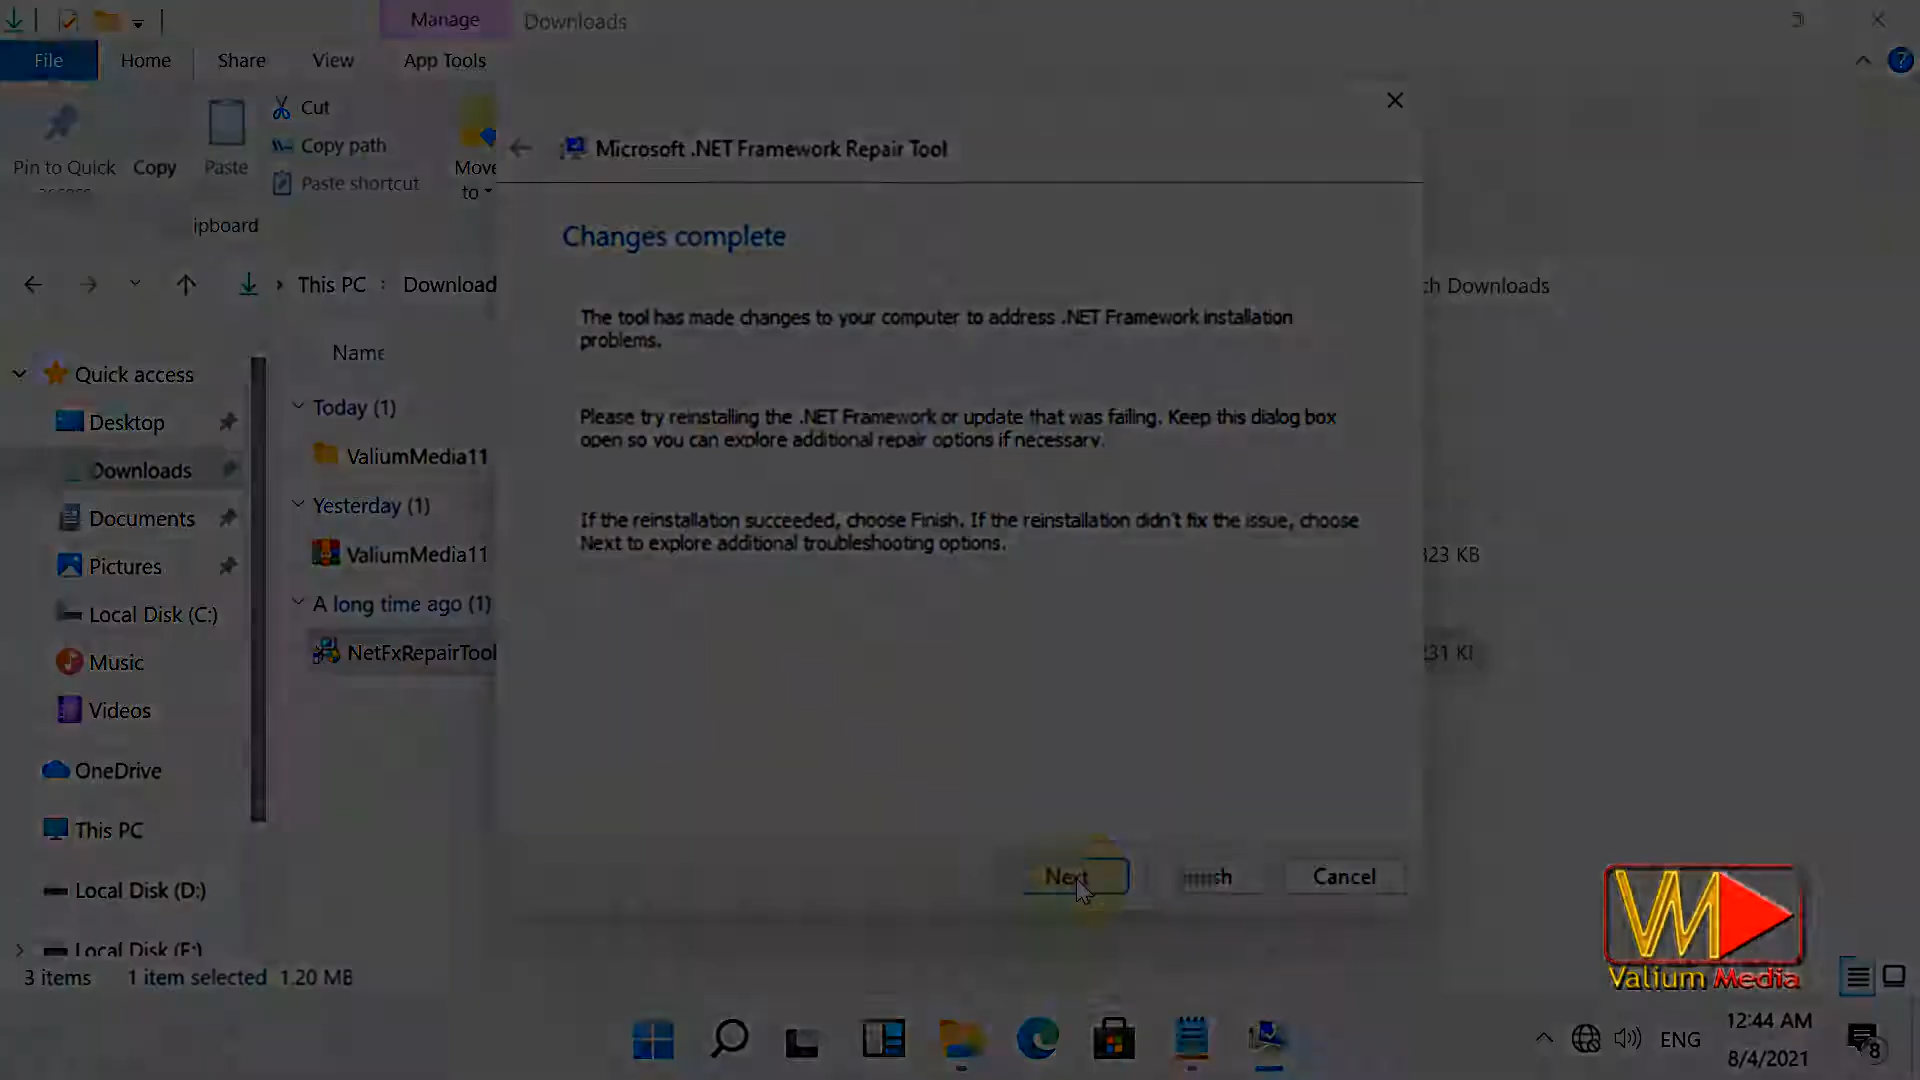 Manage
Downloads
File
Home
Share
View
App Tools
Cut
Copy path
Paste shortcut
Pin to Quick
Copy
Paste
Move
to
ipboard
Microsoft .NET Framework Repair Tool
Changes complete
The tool has made changes to your computer to address .NET Framework installation
problems.
Please try reinstalling the .NET Framework or update that was failing. Keep this dialog box
open so you can explore additional repair options if necessary.
If the reinstallation succeeded, choose Finish. If the reinstallation didn't fix the issue, choose
Next to explore additional troubleshooting options.
Next
Cancel
This PC
Download
ch Downloads
Name
Quick access
Desktop
Downloads
Documents
Pictures
Local Disk (C:)
Music
Videos
OneDrive
This PC
Local Disk (D:)
Local Disk (E:)
Today (1)
ValiumMedia11
Yesterday (1)
ValiumMedia11
323 KB
A long time ago (1)
NetFxRepairTool
3 items
1 item selected
1.20 MB
VM
Valium Media
ENG
12:44 AM
8/4/2021
8